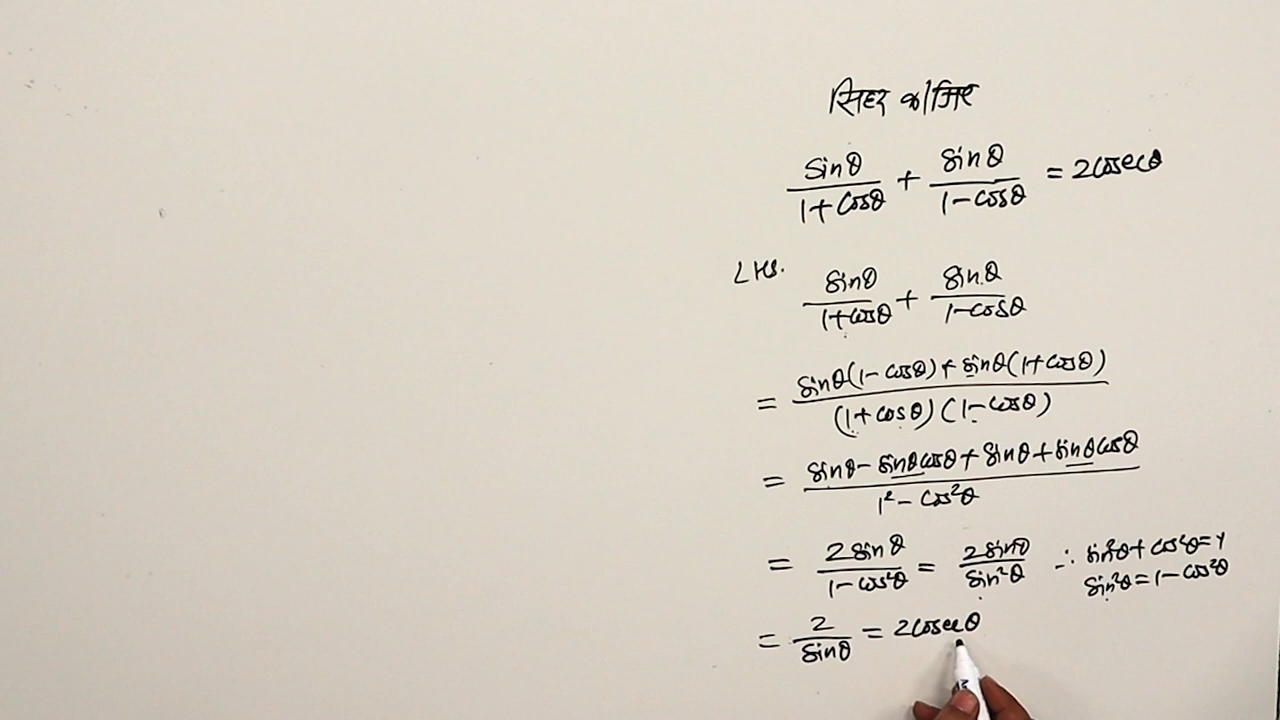 सिद्ध कीजिए
sinθ/(1+cosθ) + sinθ/(1-cosθ) = 2cosecθ
LHS. sinθ/(1+cosθ) + sinθ/(1-cosθ)
= (sinθ(1-cosθ)+sinθ(1+cosθ))/((1+cosθ)(1-cosθ))
= (sinθ-sinθcosθ+sinθ+sinθcosθ)/(1²-cos²θ)
= 2sinθ/(1-cos²θ) = 2sinθ/sin²θ ∴ sin²θ+cos²θ=1
sin²θ=1-cos²θ
= 2/sinθ = 2cosecθ